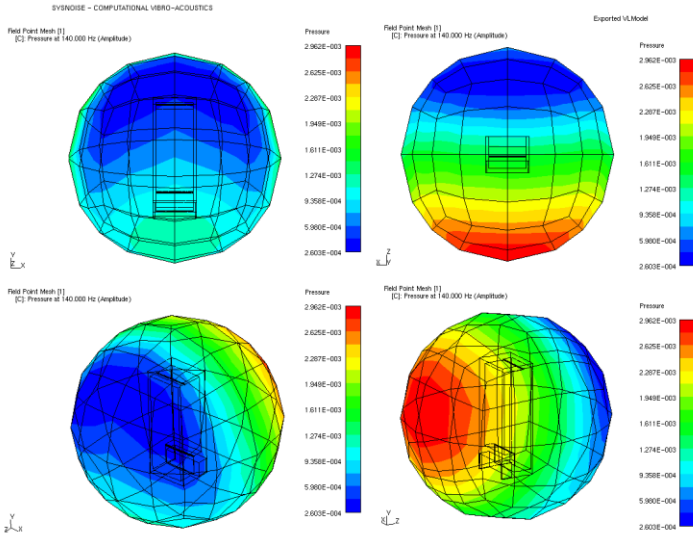 SYSNOISE - COMPUTATIONAL VIBRO-ACOUSTICS
Exported VLModel
Field Point Mesh [1]
[C]: Pressure at 140.000 Hz (Amplitude)
Pressure
2.962E-003
2.625E-003
2.287E-003
1.949E-003
1.611E-003
1.274E-003
9.358E-004
5.980E-004
2.603E-004
Y
Z X
Field Point Mesh [1]
[C]: Pressure at 140.000 Hz (Amplitude)
Pressure
2.962E-003
2.625E-003
2.287E-003
1.949E-003
1.611E-003
1.274E-003
9.358E-004
5.980E-004
2.603E-004
Z
X Y
Field Point Mesh [1]
[C]: Pressure at 140.000 Hz (Amplitude)
Pressure
2.962E-003
2.625E-003
2.287E-003
1.949E-003
1.611E-003
1.274E-003
9.358E-004
5.980E-004
2.603E-004
Y
Z X
Field Point Mesh [1]
[C]: Pressure at 140.000 Hz (Amplitude)
Pressure
2.962E-003
2.625E-003
2.287E-003
1.949E-003
1.611E-003
1.274E-003
9.358E-004
5.980E-004
2.603E-004
Y
X Z